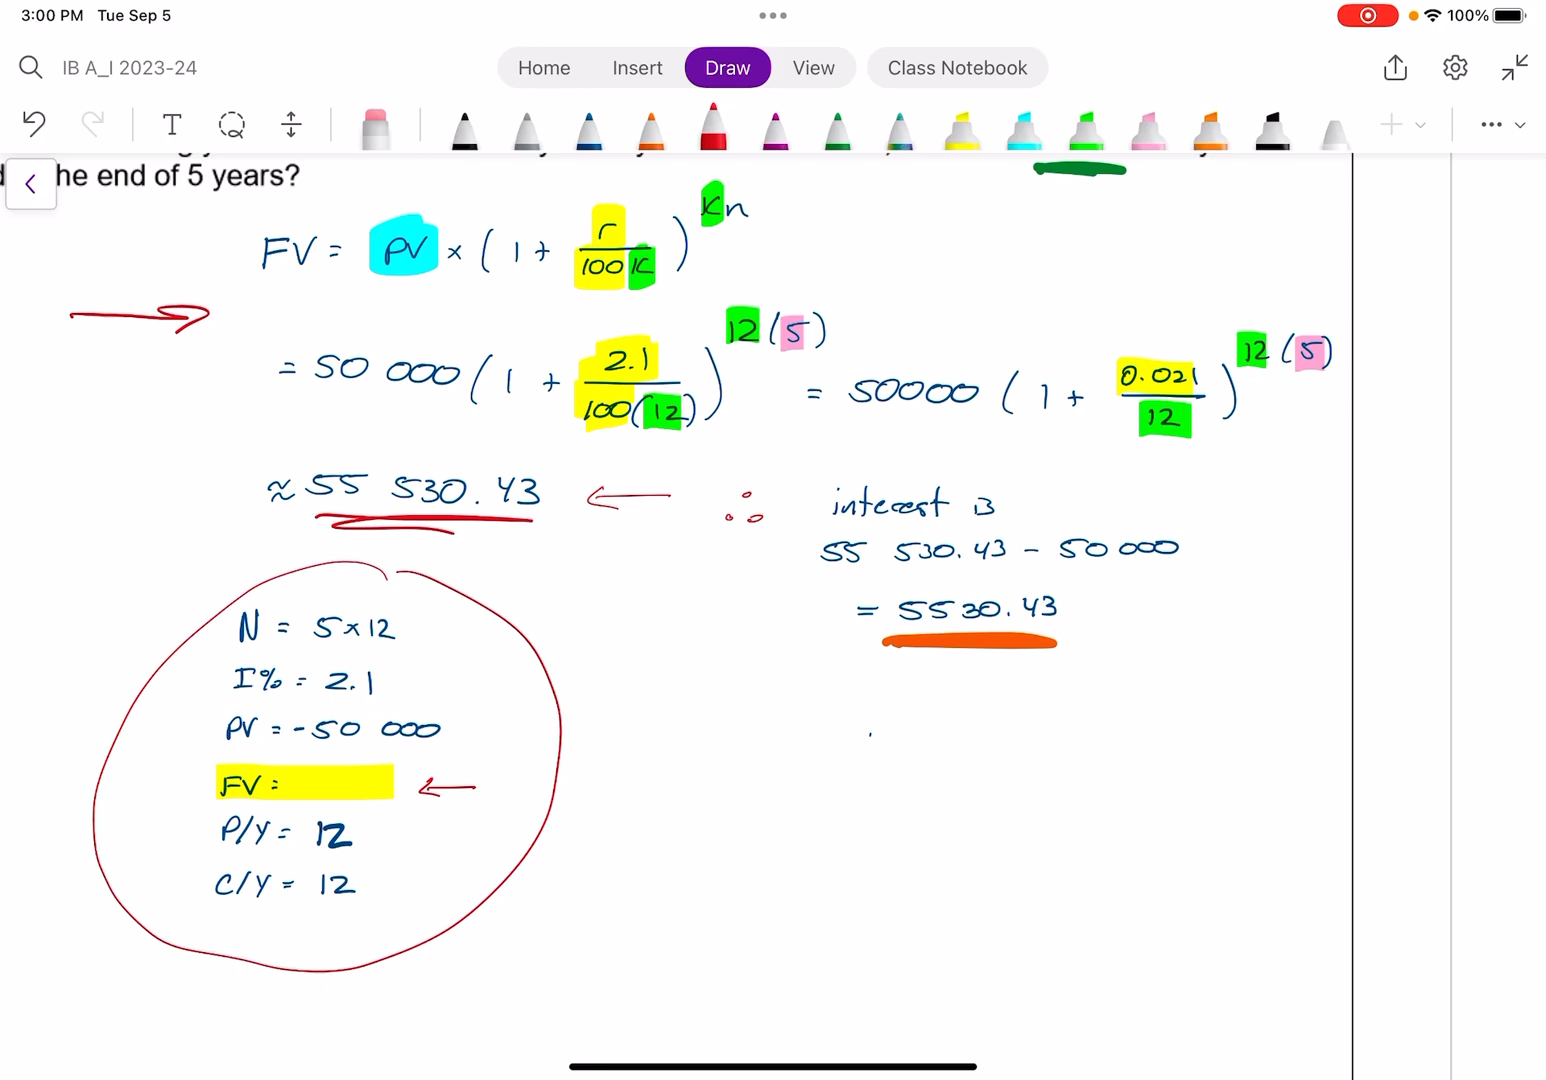 3:00 PM Tue Sep 5
100%
IB A_I 2023-24
Home Insert Draw View Class Notebook
T
he end of 5 years?
FV = PV × (1 + r/100K)^Kn
= 50 000 (1 + 2.1/100(12))^12(5) = 50000 (1 + 0.021/12)^12(5)
≈ 55 530.43 ← ∴ interest is
55 530.43 - 50 000
= 5530.43
N = 5×12
I% = 2.1
PV = -50 000
FV = ←
P/Y = 12
C/Y = 12